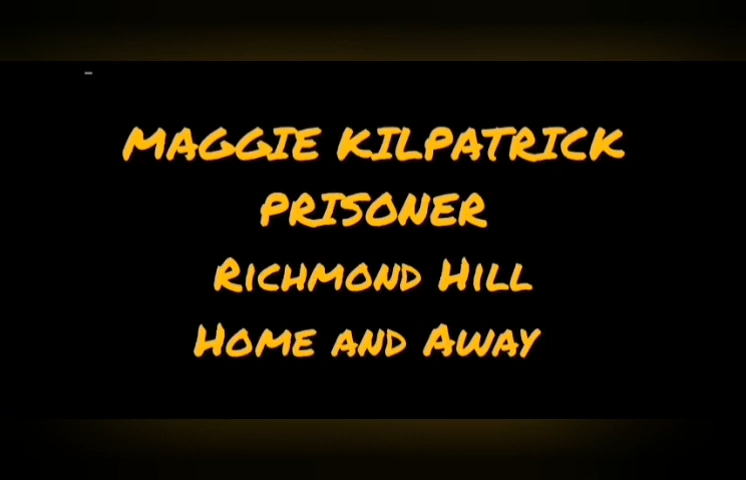 MAGGIE KILPATRICK
PRISONER
RICHMOND HILL
HOME AND AWAY